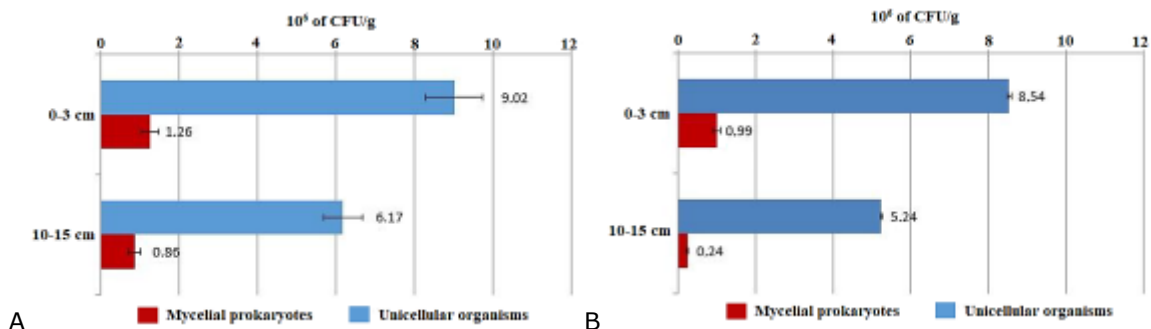 10⁶ of CFU/g
0 2 4 6 8 10 12
0-3 cm
9.02
1.26
10-15 cm
6.17
0.86
Mycelial prokaryotes Unicellular organisms
A
10⁶ of CFU/g
0 2 4 6 8 10 12
0-3 cm
8,54
0,99
10-15 cm
5,24
0,24
Mycelial prokaryotes Unicellular organisms
B